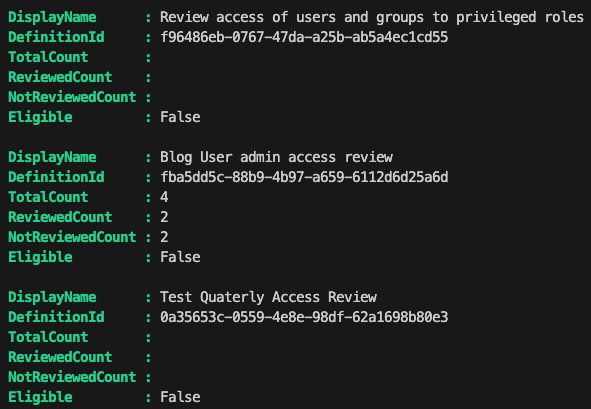 DisplayName      : Review access of users and groups to privileged roles
DefinitionId     : f96486eb-0767-47da-a25b-ab5a4ec1cd55
TotalCount       :
ReviewedCount    :
NotReviewedCount :
Eligible         : False

DisplayName      : Blog User admin access review
DefinitionId     : fba5dd5c-88b9-4b97-a659-6112d6d25a6d
TotalCount       : 4
ReviewedCount    : 2
NotReviewedCount : 2
Eligible         : False

DisplayName      : Test Quaterly Access Review
DefinitionId     : 0a35653c-0559-4e8e-98df-62a1698b80e3
TotalCount       :
ReviewedCount    :
NotReviewedCount :
Eligible         : False